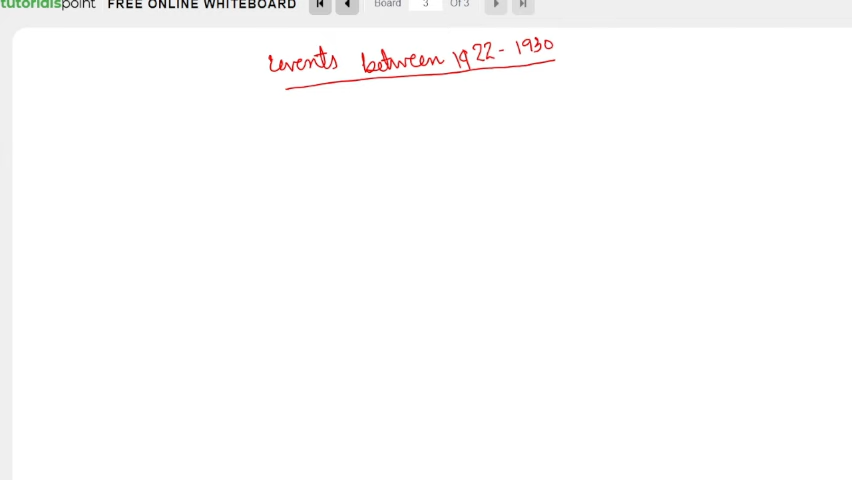 tutorialspoint FREE ONLINE WHITEBOARD Board 3 Of 3
events between 1922 - 1930